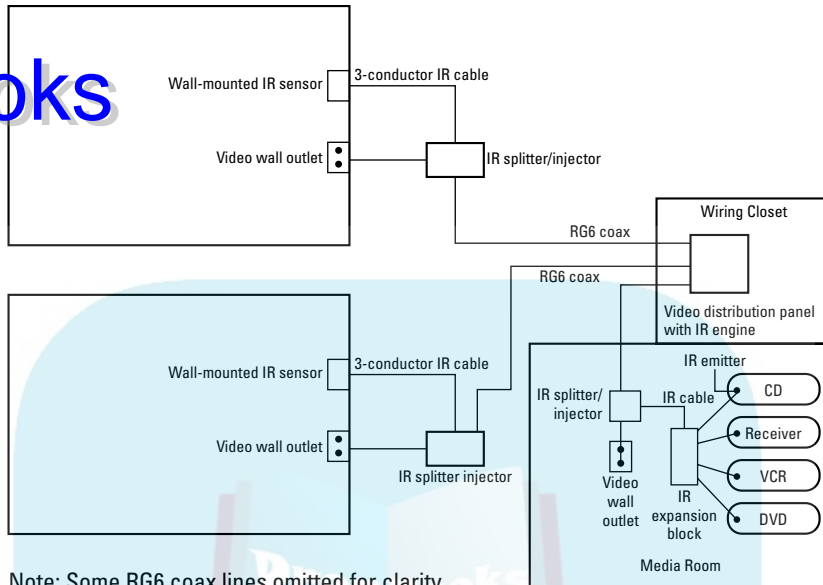 Wall-mounted IR sensor
3-conductor IR cable
Video wall outlet
IR splitter/injector
RG6 coax
Wiring Closet
RG6 coax
Video distribution panel
with IR engine
Wall-mounted IR sensor
3-conductor IR cable
Video wall outlet
IR splitter injector
IR emitter
IR splitter/
injector
IR cable
CD
Receiver
VCR
DVD
Video
wall
outlet
IR
expansion
block
Media Room
Note: Some RG6 coax lines omitted for clarity